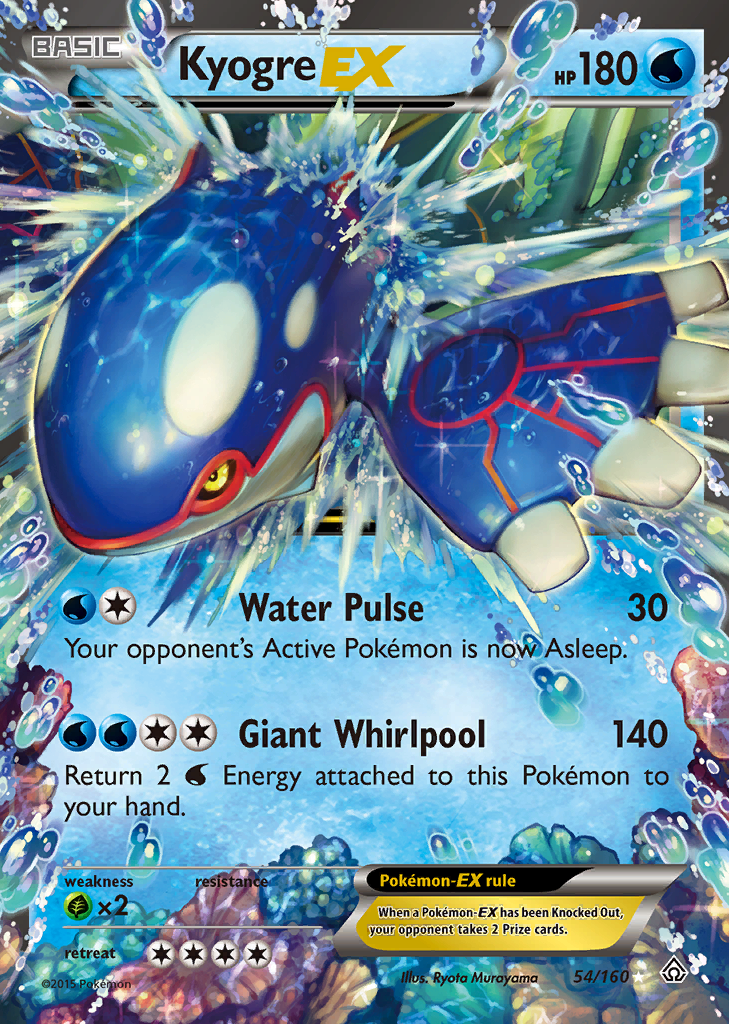 BASIC
Kyogre EX
HP 180
Water Pulse 30
Your opponent's Active Pokémon is now Asleep.
Giant Whirlpool 140
Return 2 Energy attached to this Pokémon to
your hand.
weakness resistance
×2
Pokémon-EX rule
When a Pokémon-EX has been Knocked Out,
your opponent takes 2 Prize cards.
retreat
Illus. Ryota Murayama 54/160
©2015 Pokémon